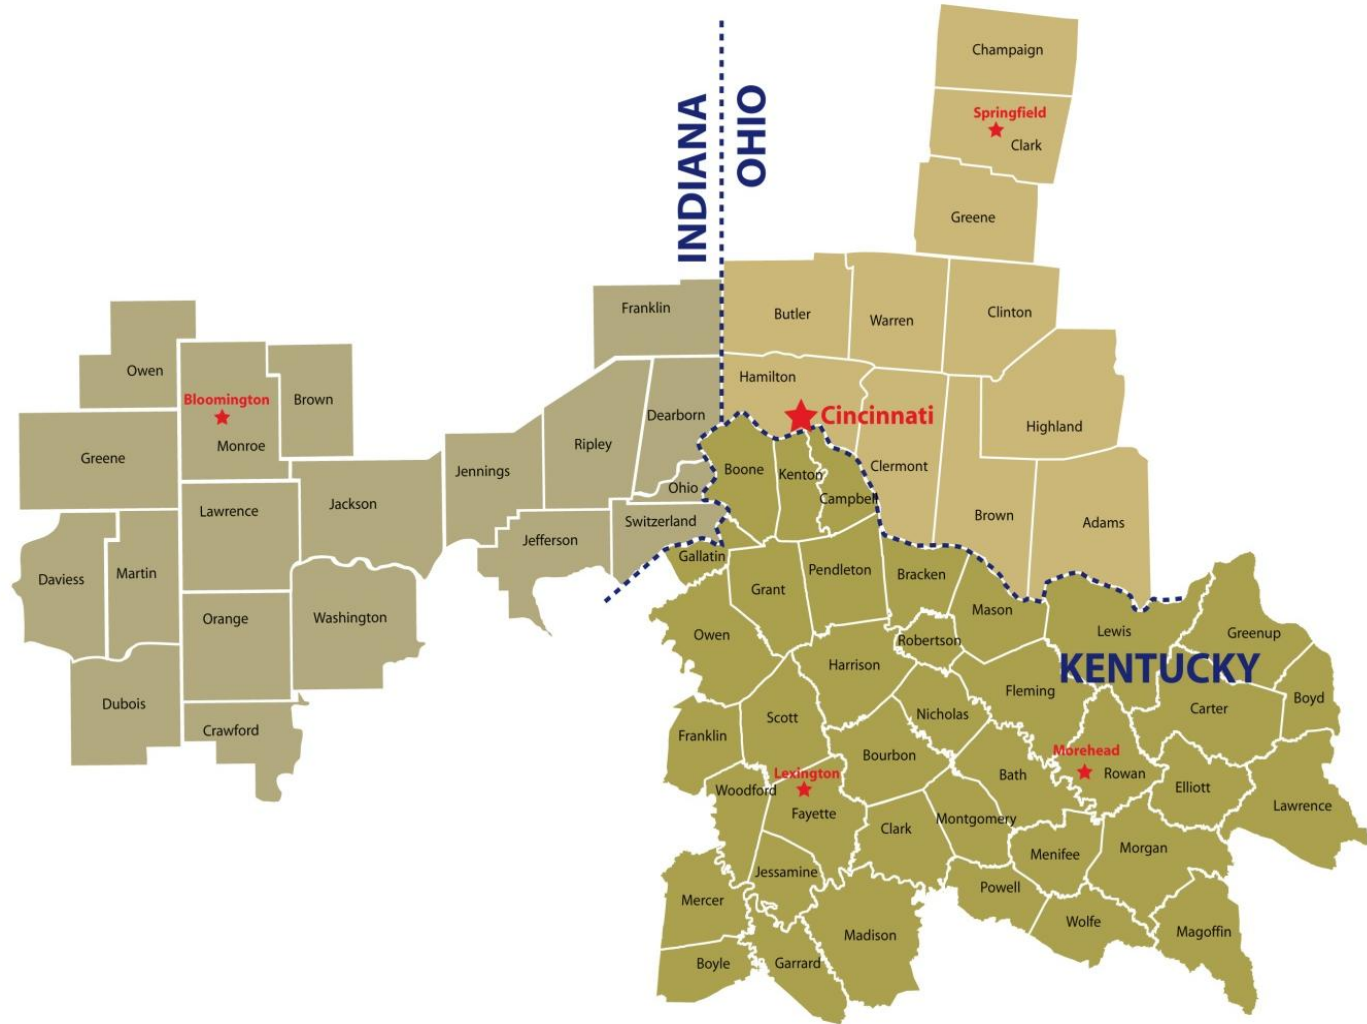 INDIANA
OHIO
Champaign
Springfield
Clark
Greene
Franklin
Butler
Warren
Clinton
Owen
Bloomington
Brown
Monroe
Greene
Dearborn
Hamilton
Cincinnati
Highland
Jennings
Ripley
Boone
Kenton
Campbell
Clermont
Ohio
Lawrence
Jackson
Switzerland
Brown
Adams
Jefferson
Gallatin
Daviess
Martin
Grant
Pendleton
Bracken
Mason
Orange
Washington
Owen
Robertson
Lewis
Greenup
Harrison
KENTUCKY
Fleming
Boyd
Dubois
Crawford
Scott
Nicholas
Carter
Franklin
Bourbon
Morehead
Rowan
Lexington
Bath
Elliott
Woodford
Fayette
Lawrence
Clark
Montgomery
Menifee
Morgan
Jessamine
Powell
Mercer
Wolfe
Magoffin
Madison
Boyle
Garrard